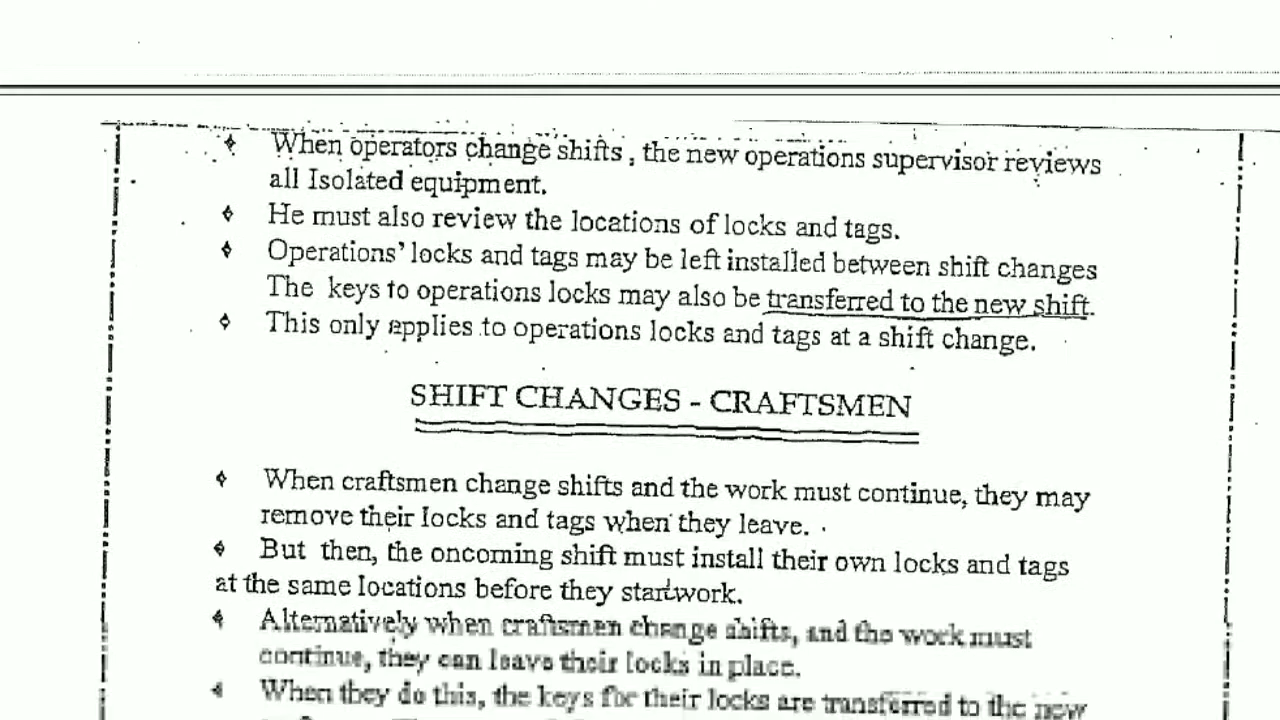 When operators change shifts , the new operations supervisor reviews
all Isolated equipment.
He must also review the locations of locks and tags.
Operations' locks and tags may be left installed between shift changes
The keys to operations locks may also be transferred to the new shift.
This only applies to operations locks and tags at a shift change.
SHIFT CHANGES - CRAFTSMEN
When craftsmen change shifts and the work must continue, they may
remove their locks and tags when they leave.
But then, the oncoming shift must install their own locks and tags
at the same locations before they startwork.
Alternatively when craftsmen change shifts, and the work must
continue, they can leave their locks in place.
When they do this, the keys for their locks are transferred to the new